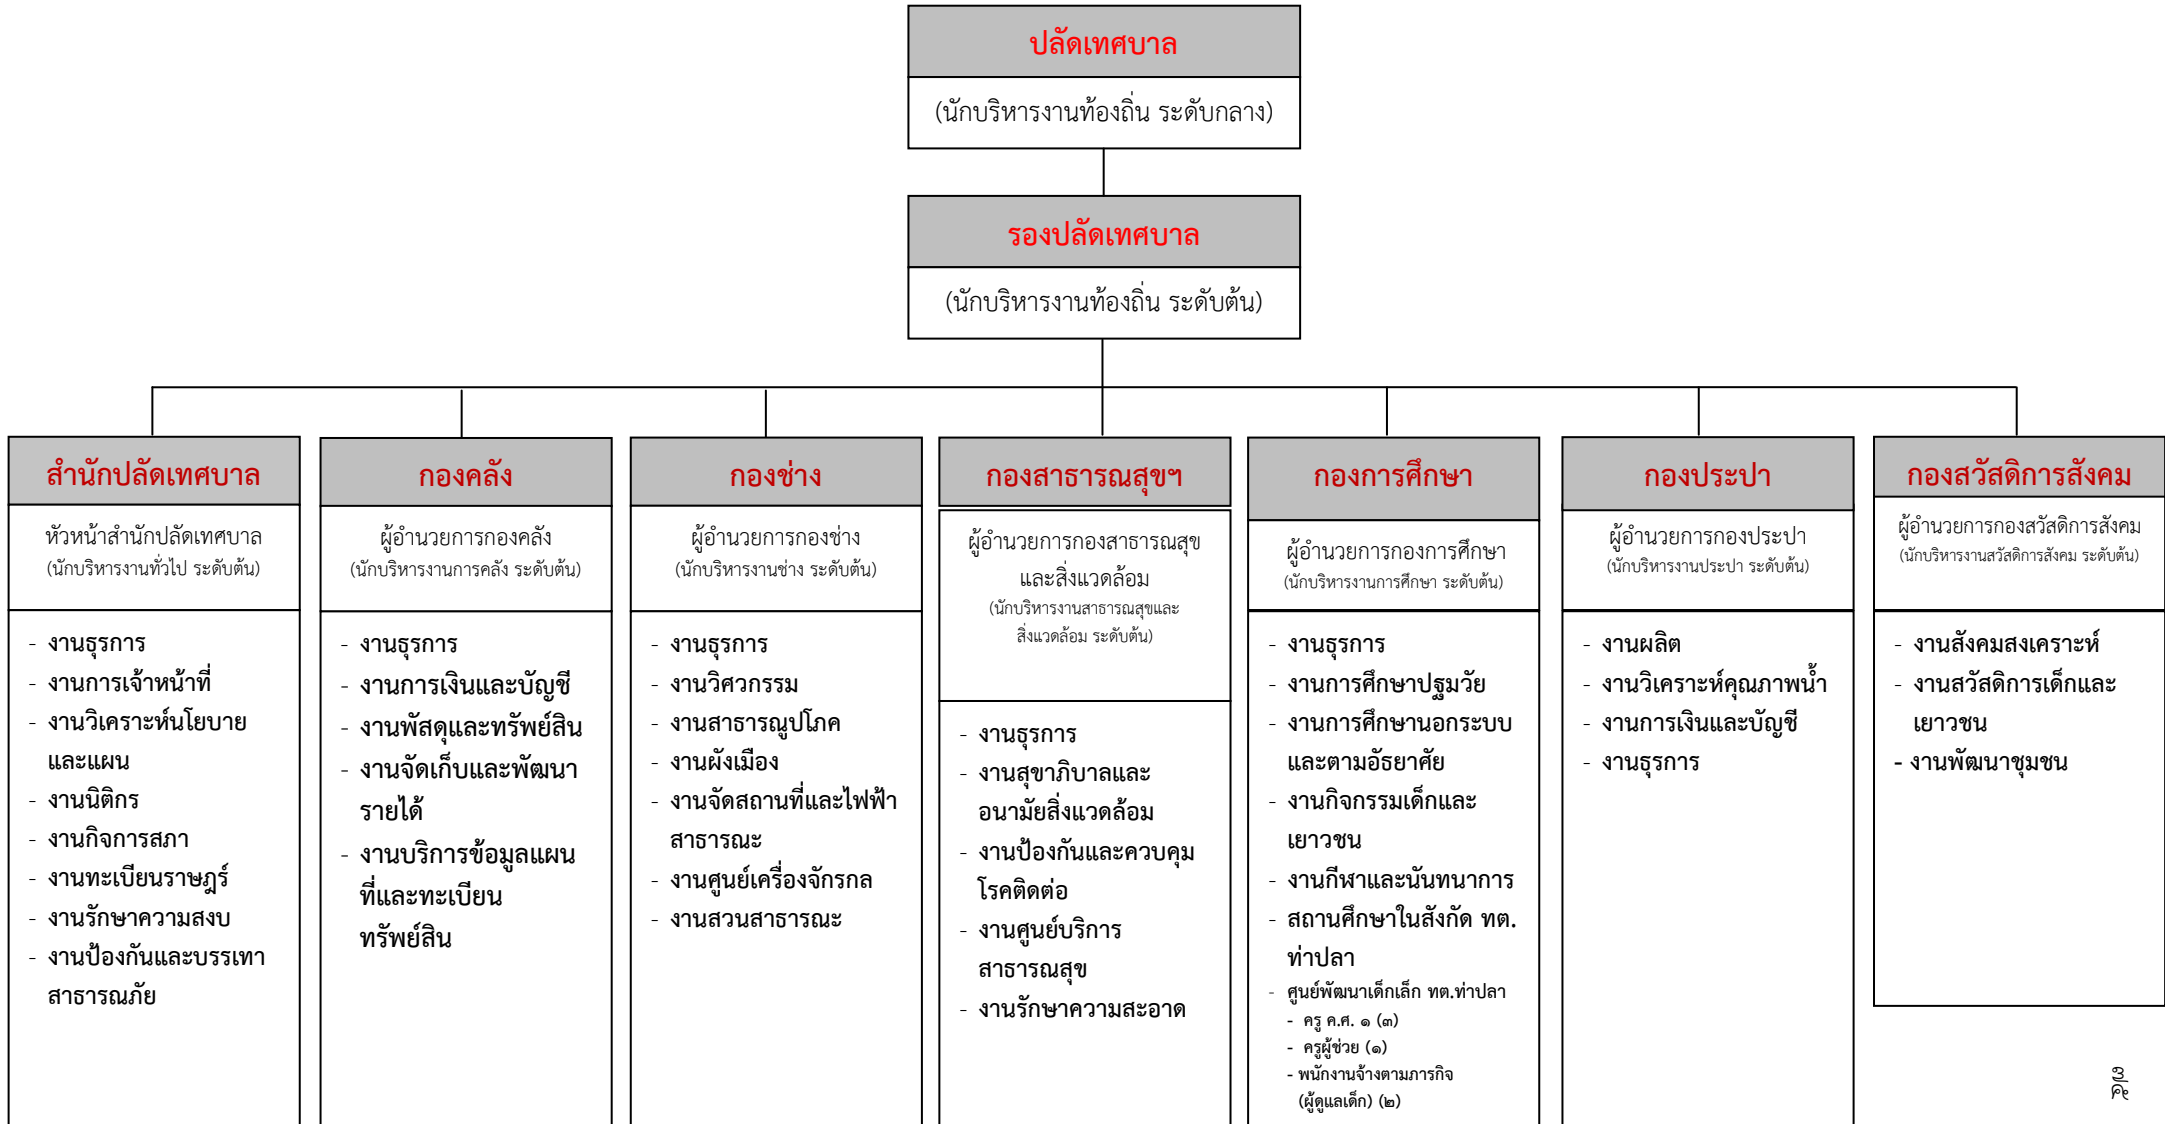 ปลัดเทศบาล
(นักบริหารงานท้องถิ่น ระดับกลาง)
รองปลัดเทศบาล
(นักบริหารงานท้องถิ่น ระดับต้น)
สำนักปลัดเทศบาล
หัวหน้าสำนักปลัดเทศบาล
(นักบริหารงานทั่วไป ระดับต้น)
- งานธุรการ
- งานการเจ้าหน้าที่
- งานวิเคราะห์นโยบาย
และแผน
- งานนิติกร
- งานกิจการสภา
- งานทะเบียนราษฎร์
- งานรักษาความสงบ
- งานป้องกันและบรรเทา
สาธารณภัย
กองคลัง
ผู้อำนวยการกองคลัง
(นักบริหารงานการคลัง ระดับต้น)
- งานธุรการ
- งานการเงินและบัญชี
- งานพัสดุและทรัพย์สิน
- งานจัดเก็บและพัฒนา
รายได้
- งานบริการข้อมูลแผน
ที่และทะเบียน
ทรัพย์สิน
กองช่าง
ผู้อำนวยการกองช่าง
(นักบริหารงานช่าง ระดับต้น)
- งานธุรการ
- งานวิศวกรรม
- งานสาธารณูปโภค
- งานผังเมือง
- งานจัดสถานที่และไฟฟ้า
สาธารณะ
- งานศูนย์เครื่องจักรกล
- งานสวนสาธารณะ
กองสาธารณสุขฯ
ผู้อำนวยการกองสาธารณสุข
และสิ่งแวดล้อม
(นักบริหารงานสาธารณสุขและ
สิ่งแวดล้อม ระดับต้น)
- งานธุรการ
- งานสุขาภิบาลและ
อนามัยสิ่งแวดล้อม
- งานป้องกันและควบคุม
โรคติดต่อ
- งานศูนย์บริการ
สาธารณสุข
- งานรักษาความสะอาด
กองการศึกษา
ผู้อำนวยการกองการศึกษา
(นักบริหารงานการศึกษา ระดับต้น)
- งานธุรการ
- งานการศึกษาปฐมวัย
- งานการศึกษานอกระบบ
และตามอัธยาศัย
- งานกิจกรรมเด็กและ
เยาวชน
- งานกีฬาและนันทนาการ
- สถานศึกษาในสังกัด ทต.
ท่าปลา
- ศูนย์พัฒนาเด็กเล็ก ทต.ท่าปลา
- ครู ค.ศ. ๑ (๓)
- ครูผู้ช่วย (๑)
- พนักงานจ้างตามภารกิจ
(ผู้ดูแลเด็ก) (๒)
กองประปา
ผู้อำนวยการกองประปา
(นักบริหารงานประปา ระดับต้น)
- งานผลิต
- งานวิเคราะห์คุณภาพน้ำ
- งานการเงินและบัญชี
- งานธุรการ
กองสวัสดิการสังคม
ผู้อำนวยการกองสวัสดิการสังคม
(นักบริหารงานสวัสดิการสังคม ระดับต้น)
- งานสังคมสงเคราะห์
- งานสวัสดิการเด็กและ
เยาวชน
- งานพัฒนาชุมชน